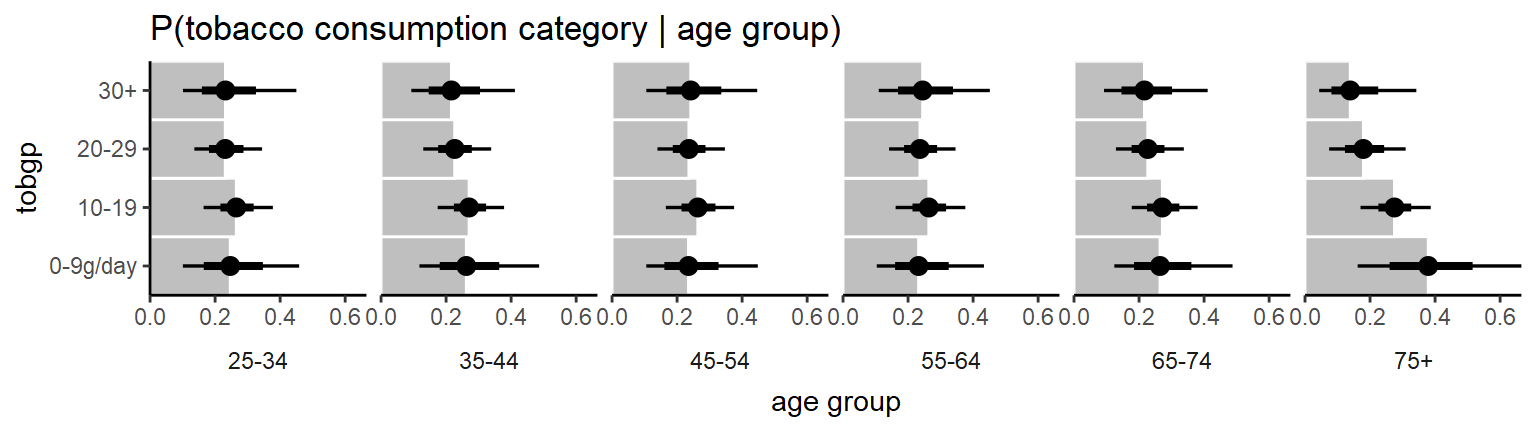 P(tobacco consumption category | age group)
tobgp
30+
20-29
10-19
0-9g/day
0.0 0.2 0.4 0.6 0.0 0.2 0.4 0.6 0.0 0.2 0.4 0.6 0.0 0.2 0.4 0.6 0.0 0.2 0.4 0.6 0.0 0.2 0.4 0.6
25-34 35-44 45-54 55-64 65-74 75+
age group